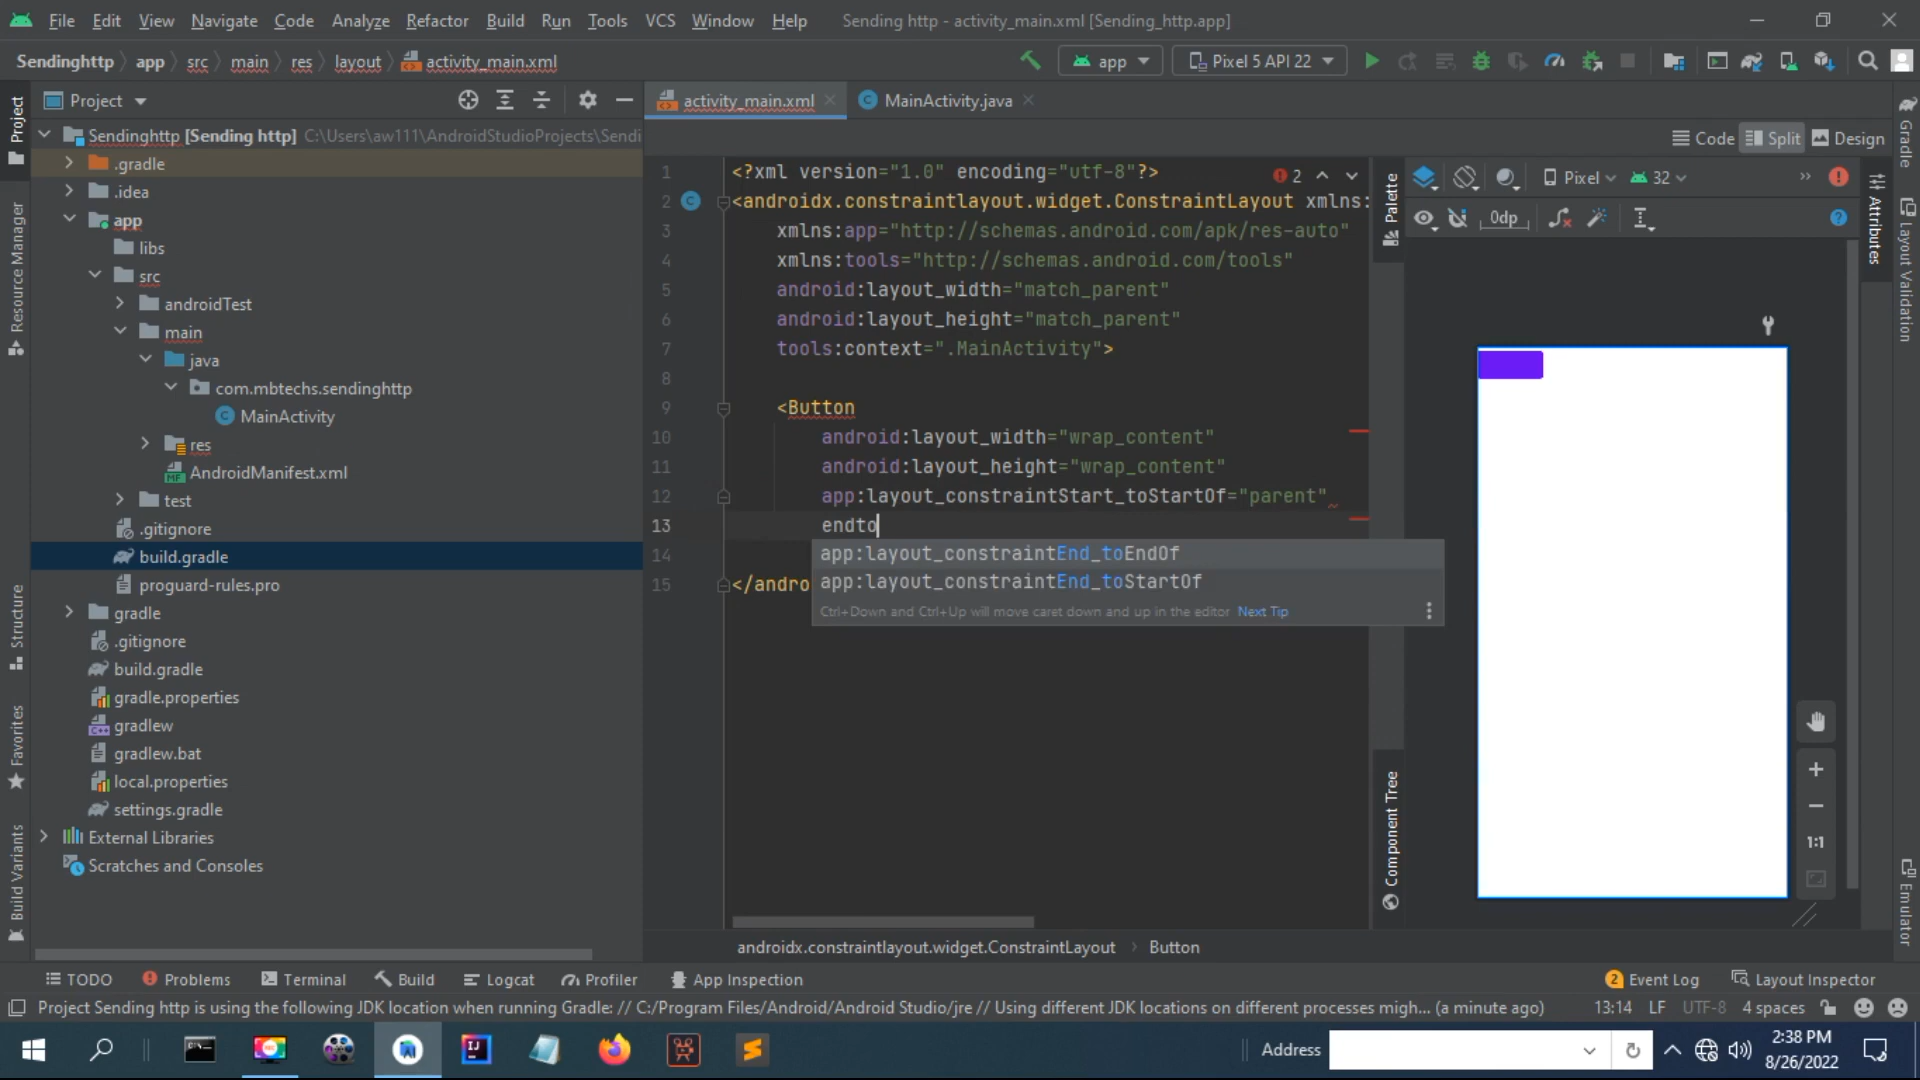 File Edit View Navigate Code Analyze Refactor Build Run Tools VCS Window Help Sending http - activity_main.xml [Sending_http.app]
Sendinghttp app src main res layout activity_main.xml app Pixel 5 API 22
Project activity_main.xml MainActivity.java
Code Split Design
Sendinghttp [Sending http] C:\Users\aw111\AndroidStudioProjects\Sendi
.gradle
.idea
app
libs
src
androidTest
main
java
com.mbtechs.sendinghttp
MainActivity
res
AndroidManifest.xml
test
.gitignore
build.gradle
proguard-rules.pro
gradle
.gitignore
build.gradle
gradle.properties
gradlew
gradlew.bat
local.properties
settings.gradle
External Libraries
Scratches and Consoles
Project
Resource Manager
Structure
Favorites
Build Variants
1 <?xml version="1.0" encoding="utf-8"?> 2
2 <androidx.constraintlayout.widget.ConstraintLayout xmlns:
3 xmlns:app="http://schemas.android.com/apk/res-auto"
4 xmlns:tools="http://schemas.android.com/tools"
5 android:layout_width="match_parent"
6 android:layout_height="match_parent"
7 tools:context=".MainActivity">
8
9 <Button
10 android:layout_width="wrap_content"
11 android:layout_height="wrap_content"
12 app:layout_constraintStart_toStartOf="parent"
13 endto
14
15 </andro
app:layout_constraintEnd_toEndOf
app:layout_constraintEnd_toStartOf
Ctrl+Down and Ctrl+Up will move caret down and up in the editor Next Tip
Palette
Component Tree
Pixel 32
0dp
1:1
Attributes
Gradle
Layout Validation
Emulator
androidx.constraintlayout.widget.ConstraintLayout Button
TODO Problems Terminal Build Logcat Profiler App Inspection 2 Event Log Layout Inspector
Project Sending http is using the following JDK location when running Gradle: // C:/Program Files/Android/Android Studio/jre // Using different JDK locations on different processes migh... (a minute ago) 13:14 LF UTF-8 4 spaces
Address
2:38 PM
8/26/2022